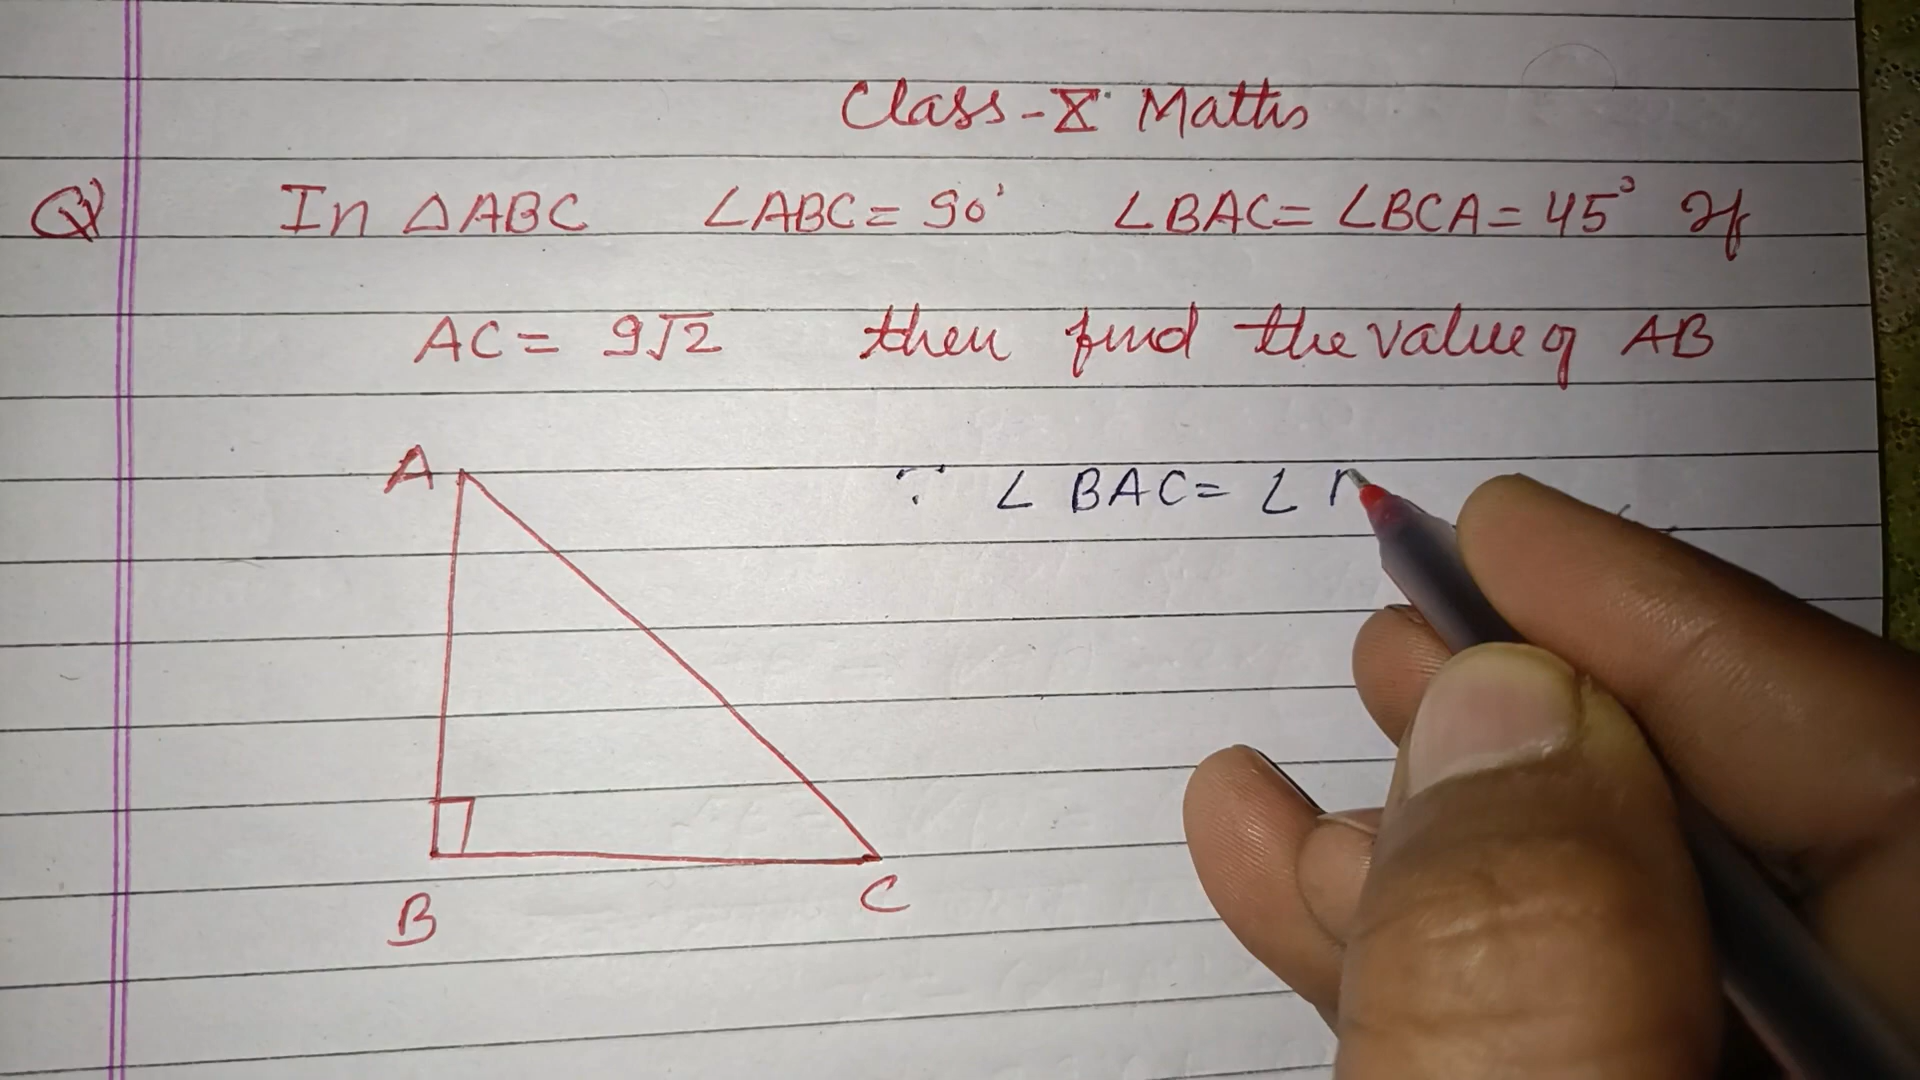 Class-X Maths
Q) In △ABC ∠ABC = 90° ∠BAC = ∠BCA = 45° If
AC = 9√2 then find the value of AB
A
∵ ∠BAC = ∠
B
C